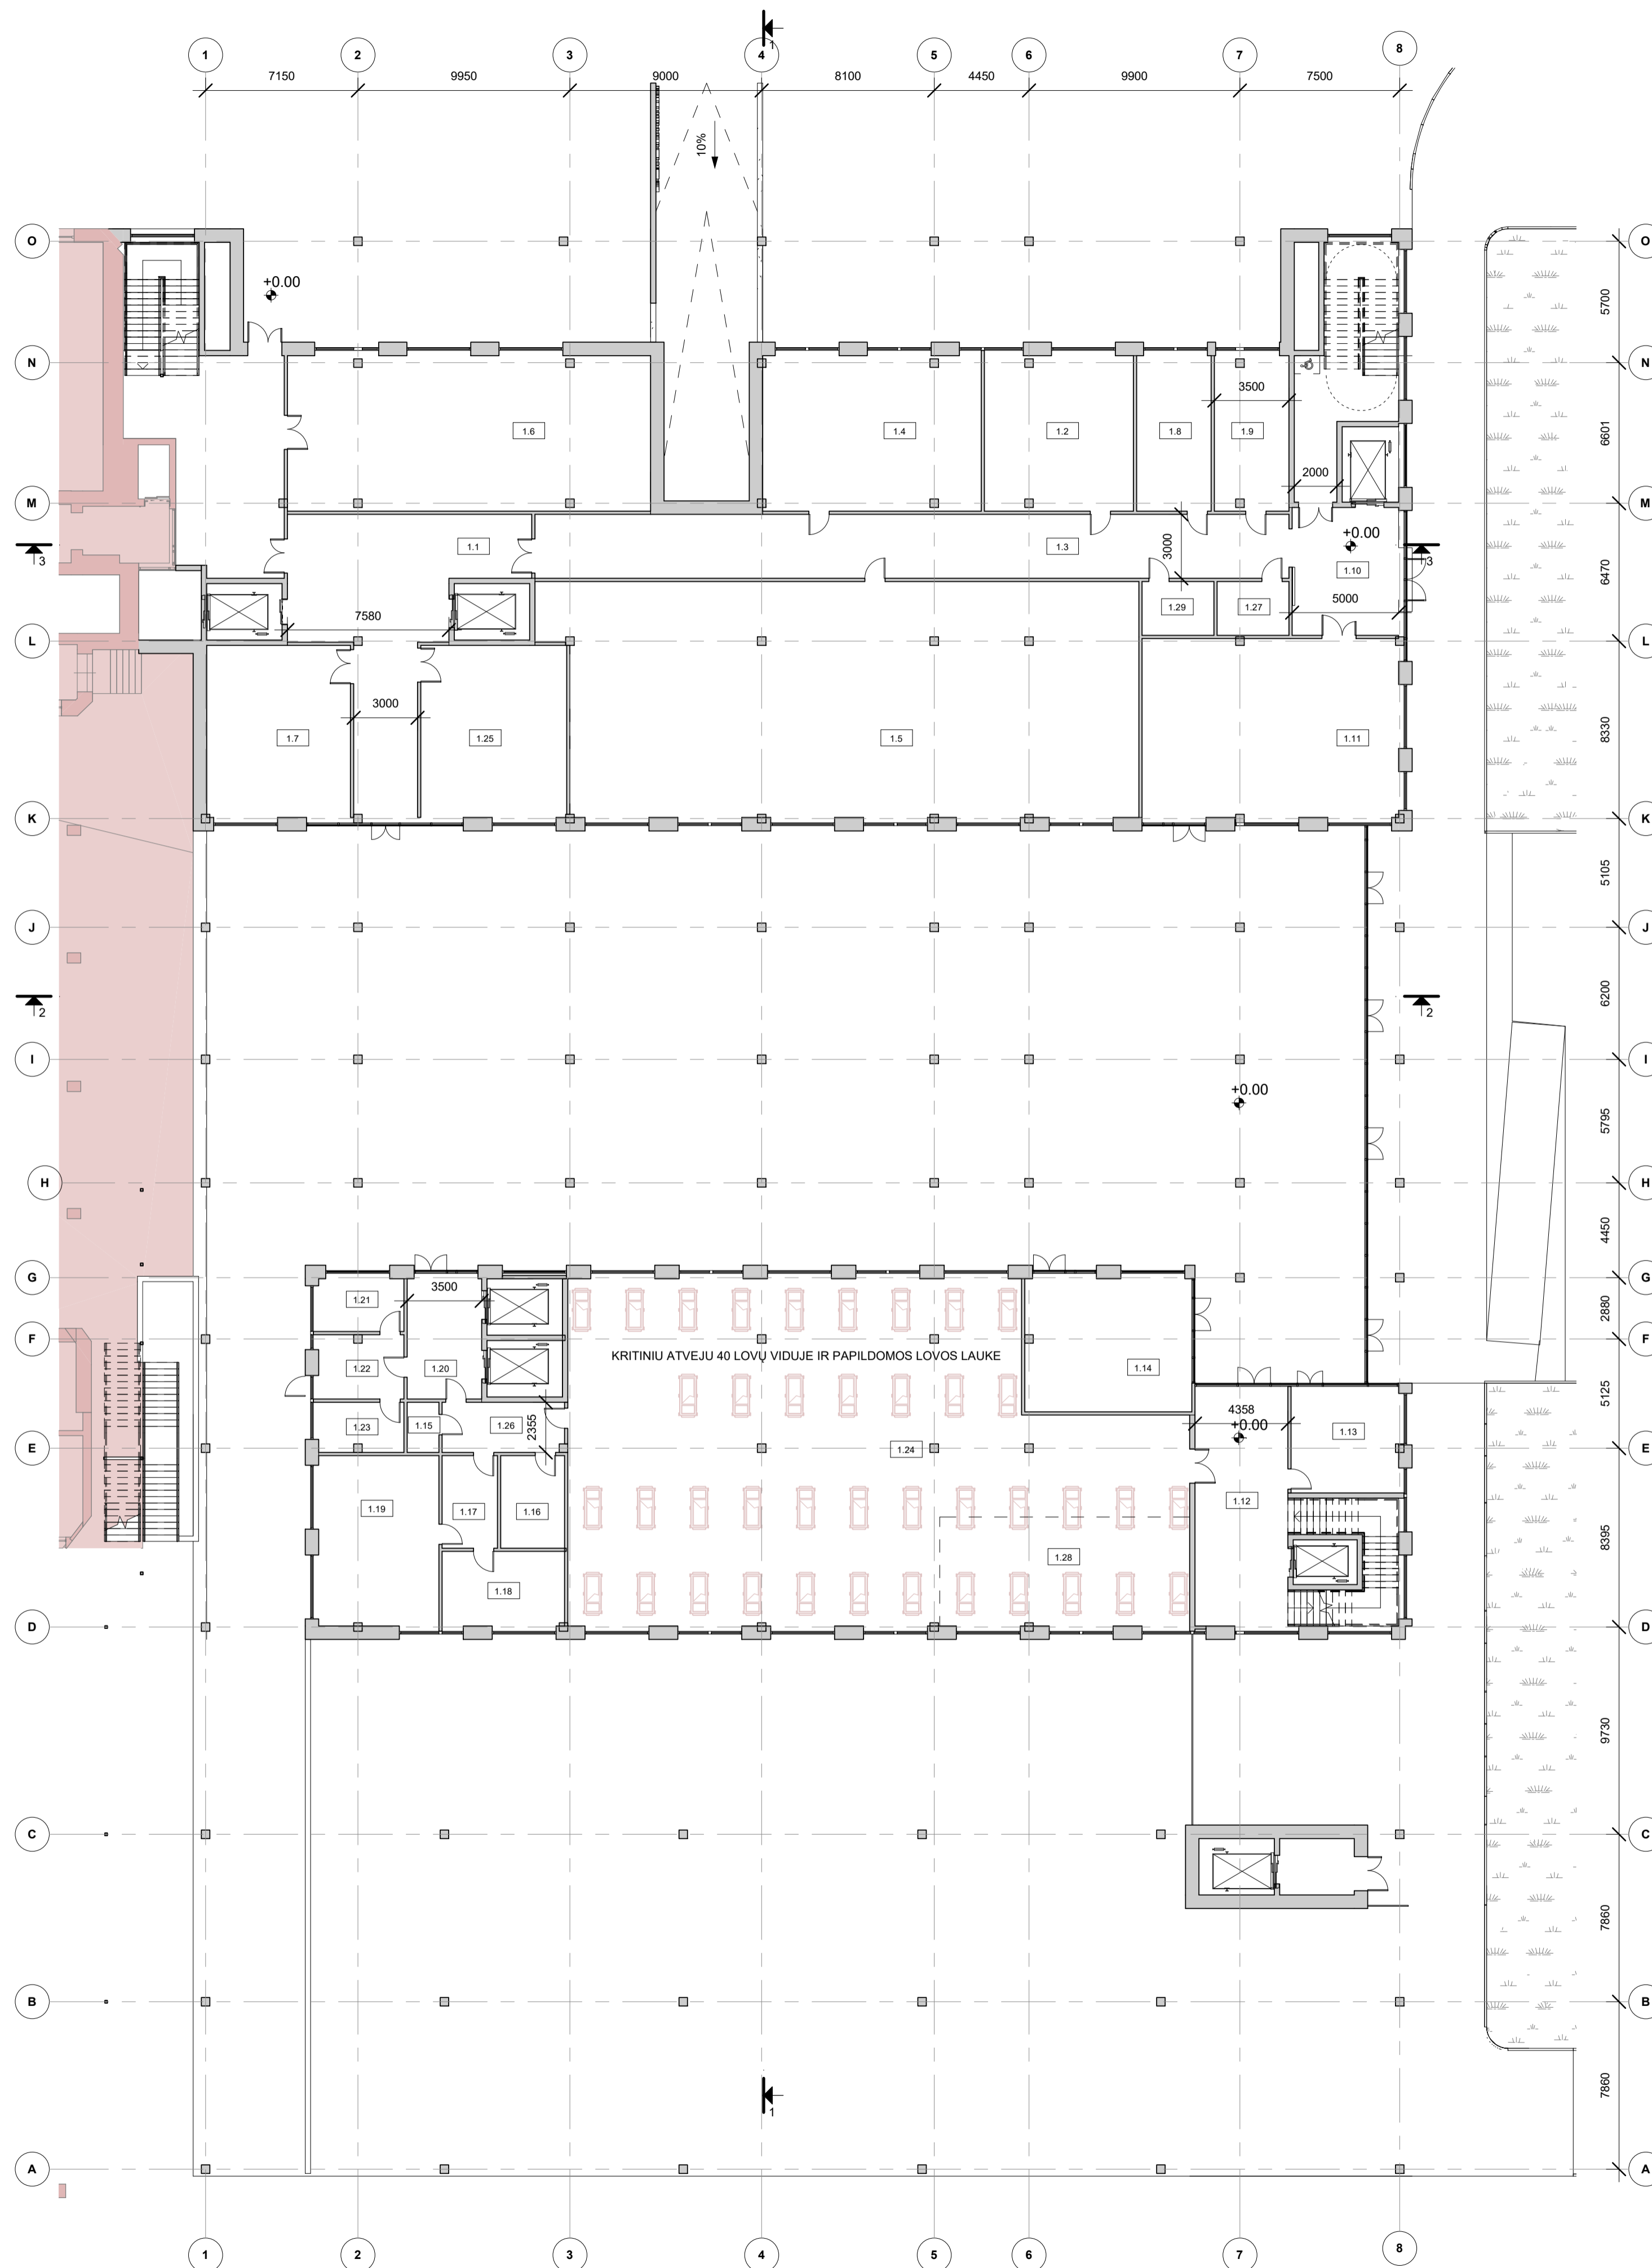 1
1 2 3 4 5 6 7 8
7150 9950 9000 8100 4450 9900 7500
10%
O O
+0.00
5700
N N
3500
1.6 1.4 1.2 1.8 1.9
6601
2000
M M
+0.00
1.1 1.3 3000
3 3
1.10
6470
5000
1.29 1.27
7580
L L
3000
1.7 1.25 1.5 1.11
8330
K K
5105
J J
6200
2 2
I I
+0.00
5795
H H
4450
G G
3500
1.21
2880
F F
KRITINIU ATVEJU 40 LOVŲ VIDUJE IR PAPILDOMOS LOVOS LAUKE
1.22 1.20 1.14
5125
4358
+0.00
1.23 1.15 1.26 2355 1.13
E 1.24 E
1.19 1.17 1.16 1.12
8395
1.28
1.18
D D
9730
C C
7860
B B
7860
1
A A
1 2 3 4 5 6 7 8